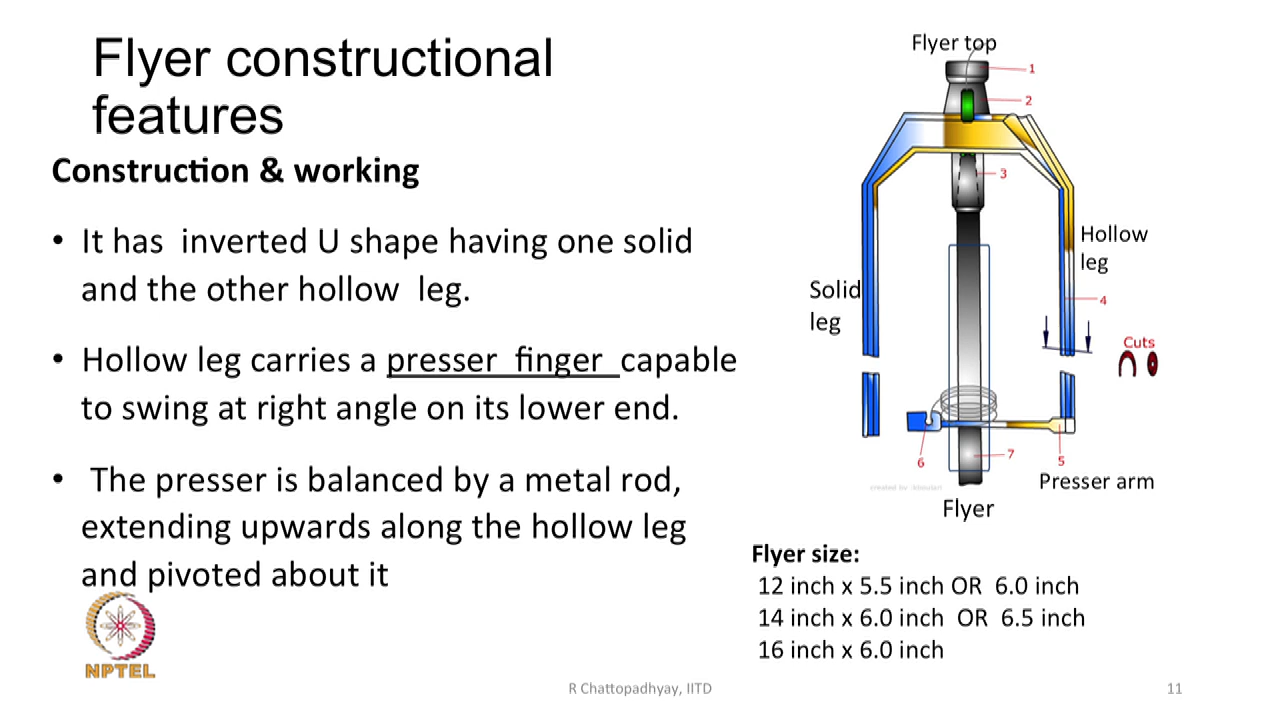 Flyer constructional
features
Construction & working
• It has inverted U shape having one solid
and the other hollow leg.
• Hollow leg carries a presser finger capable
to swing at right angle on its lower end.
• The presser is balanced by a metal rod,
extending upwards along the hollow leg
and pivoted about it
NPTEL
Flyer top
1
2
3
Hollow
leg
Solid
leg
4
Cuts
6
7
5
Presser arm
Flyer
Flyer size:
12 inch x 5.5 inch OR 6.0 inch
14 inch x 6.0 inch OR 6.5 inch
16 inch x 6.0 inch
R Chattopadhyay, IITD
11